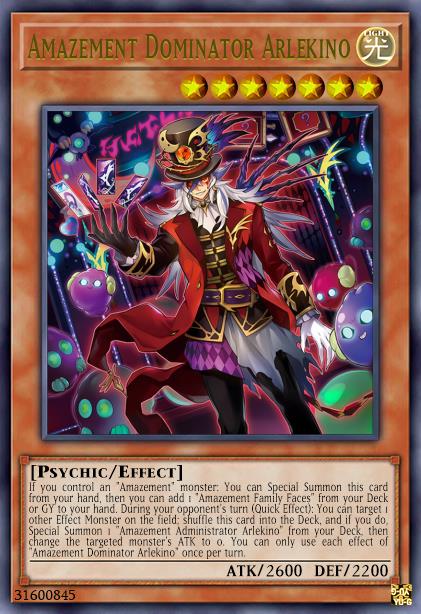 Amazement Dominator Arlekino
LIGHT
光
[Psychic/Effect]
If you control an "Amazement" monster: You can Special Summon this card
from your hand, then you can add 1 "Amazement Family Faces" from your Deck
or GY to your hand. During your opponent's turn (Quick Effect): You can target 1
other Effect Monster on the field; shuffle this card into the Deck, and if you do,
Special Summon 1 "Amazement Administrator Arlekino" from your Deck, then
change the targeted monster's ATK to 0. You can only use each effect of
"Amazement Dominator Arlekino" once per turn.
ATK/2600 DEF/2200
31600845